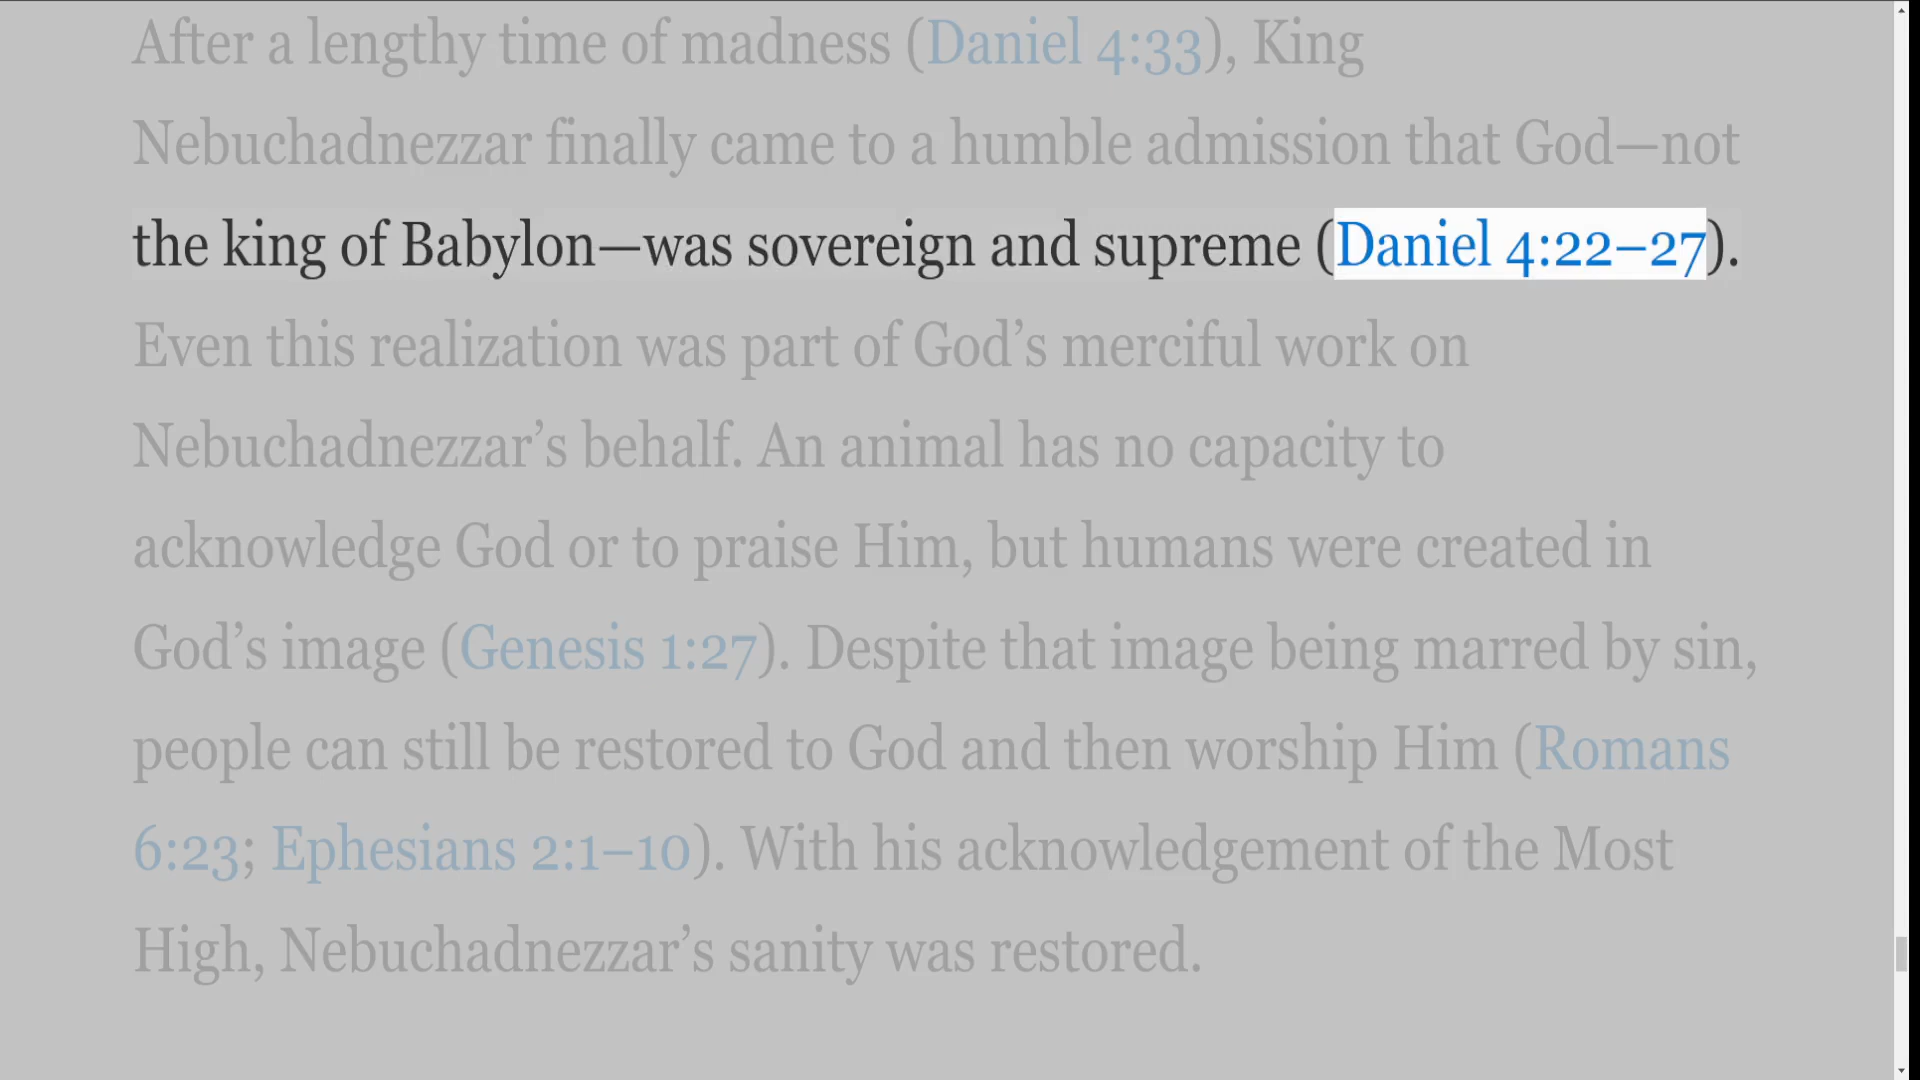 After a lengthy time of madness (Daniel 4:33), King
Nebuchadnezzar finally came to a humble admission that God—not
the king of Babylon—was sovereign and supreme (Daniel 4:22–27).
Even this realization was part of God’s merciful work on
Nebuchadnezzar’s behalf. An animal has no capacity to
acknowledge God or to praise Him, but humans were created in
God’s image (Genesis 1:27). Despite that image being marred by sin,
people can still be restored to God and then worship Him (Romans
6:23; Ephesians 2:1–10). With his acknowledgement of the Most
High, Nebuchadnezzar’s sanity was restored.